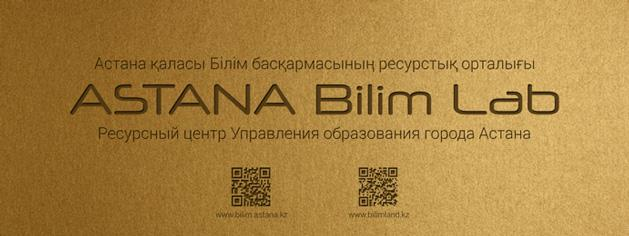 Астана қаласы Білім басқармасының ресурстық орталығы
ASTANA Bilim Lab
Ресурсный центр Управления образования города Астана
www.bilim.astana.kz
www.bilimland.kz